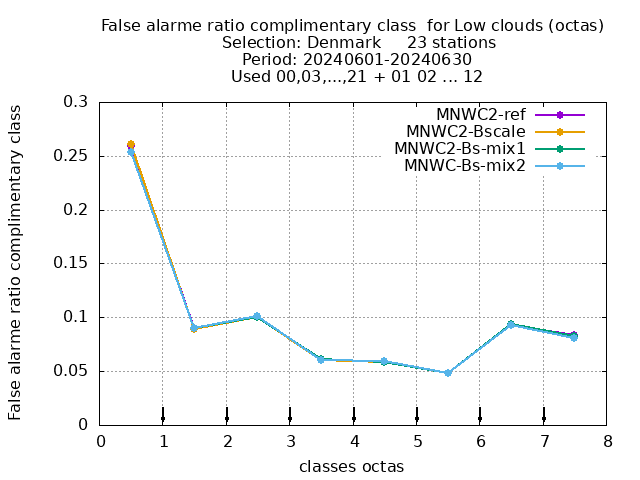 False alarme ratio complimentary class  for Low clouds (octas)
Selection: Denmark     23 stations
Period: 20240601-20240630
Used 00,03,...,21 + 01 02 ... 12
False alarme ratio complimentary class
0.3
0.25
0.2
0.15
0.1
0.05
0
MNWC2-ref
MNWC2-Bscale
MNWC2-Bs-mix1
MNWC-Bs-mix2
0 1 2 3 4 5 6 7 8
classes octas